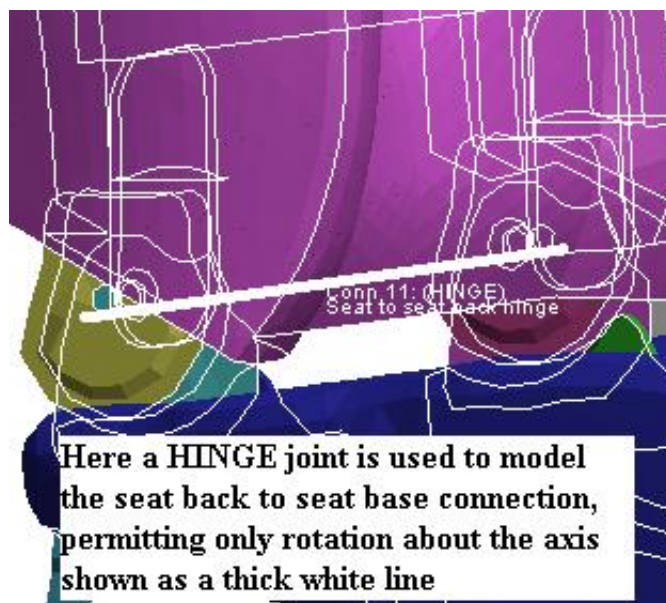 Conn 11: (HINGE)
Seat to seat back hinge
Here a HINGE joint is used to model
the seat back to seat base connection,
permitting only rotation about the axis
shown as a thick white line